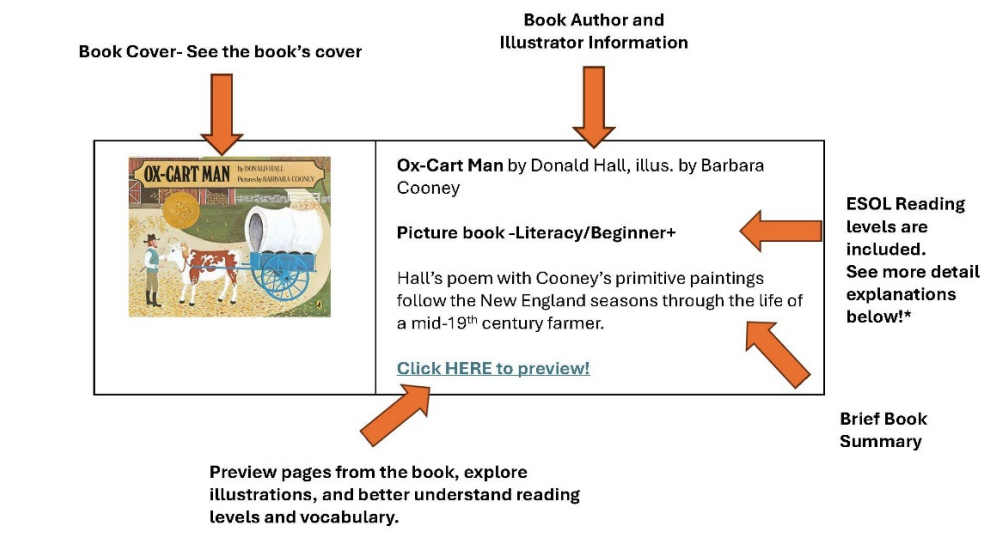 Book Author and
Illustrator Information
Book Cover- See the book’s cover
OX-CART MAN
by DONALD HALL
Pictures by BARBARA COONEY
Ox-Cart Man by Donald Hall, illus. by Barbara
Cooney
Picture book -Literacy/Beginner+
Hall’s poem with Cooney’s primitive paintings
follow the New England seasons through the life of
a mid-19th century farmer.
Click HERE to preview!
ESOL Reading
levels are
included.
See more detail
explanations
below!*
Brief Book
Summary
Preview pages from the book, explore
illustrations, and better understand reading
levels and vocabulary.